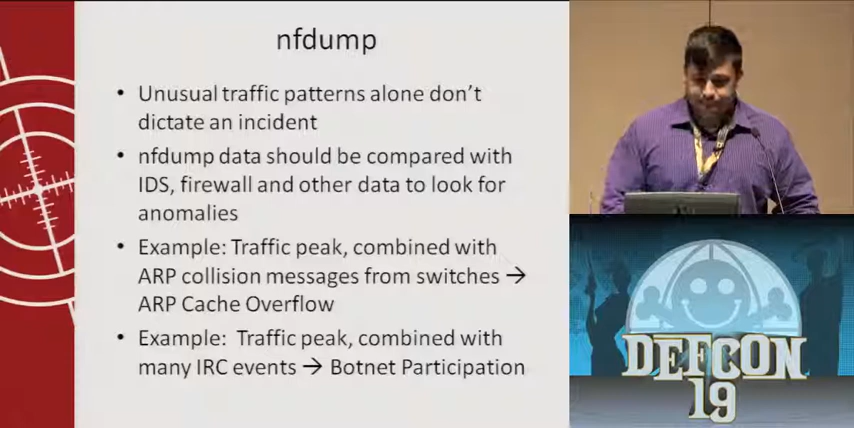 nfdump
• Unusual traffic patterns alone don't
dictate an incident
• nfdump data should be compared with
IDS, firewall and other data to look for
anomalies
• Example: Traffic peak, combined with
ARP collision messages from switches →
ARP Cache Overflow
• Example:  Traffic peak, combined with
many IRC events → Botnet Participation
DEFCON
19